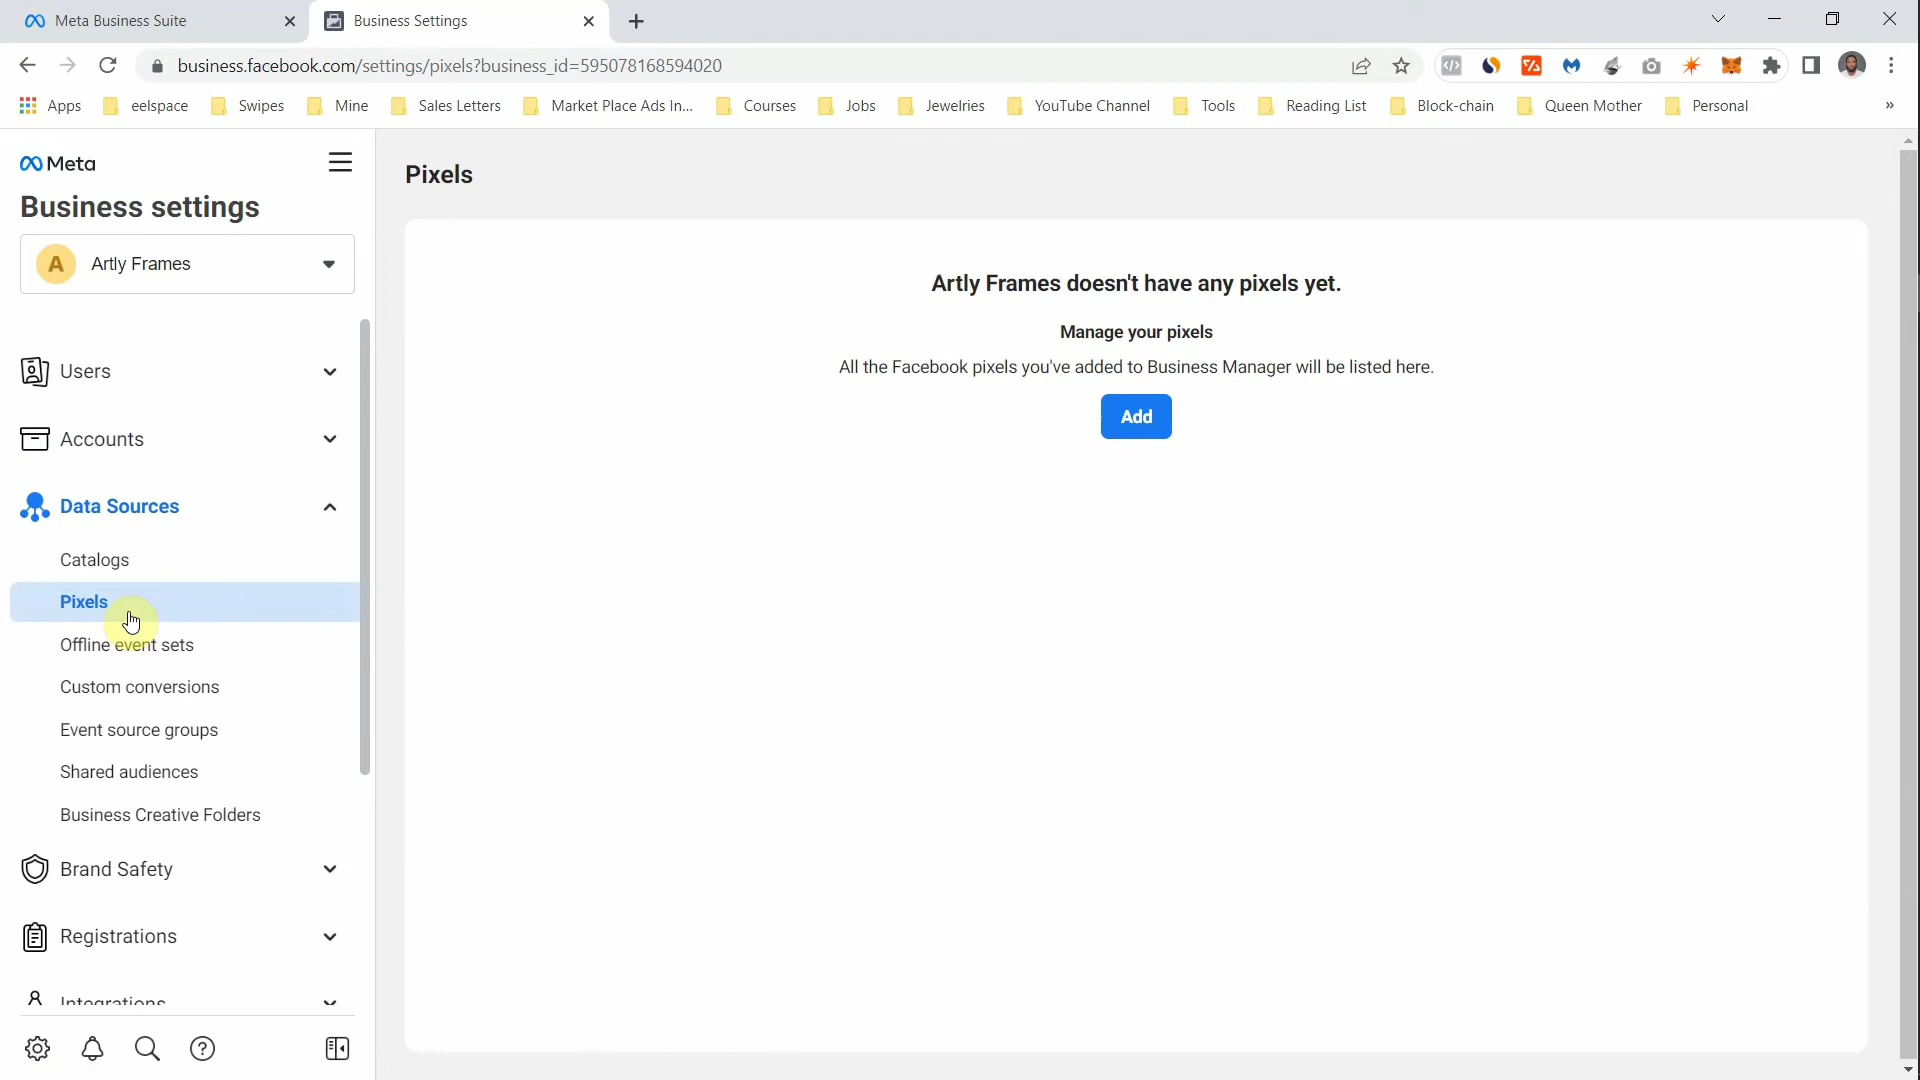 Meta Business Suite
Business Settings
business.facebook.com/settings/pixels?business_id=595078168594020
Apps
eelspace
Swipes
Mine
Sales Letters
Market Place Ads In...
Courses
Jobs
Jewelries
YouTube Channel
Tools
Reading List
Block-chain
Queen Mother
Personal
»
Meta
Business settings
A
Artly Frames
Users
Accounts
Data Sources
Catalogs
Pixels
Offline event sets
Custom conversions
Event source groups
Shared audiences
Business Creative Folders
Brand Safety
Registrations
Integrations
Pixels
Artly Frames doesn't have any pixels yet.
Manage your pixels
All the Facebook pixels you've added to Business Manager will be listed here.
Add